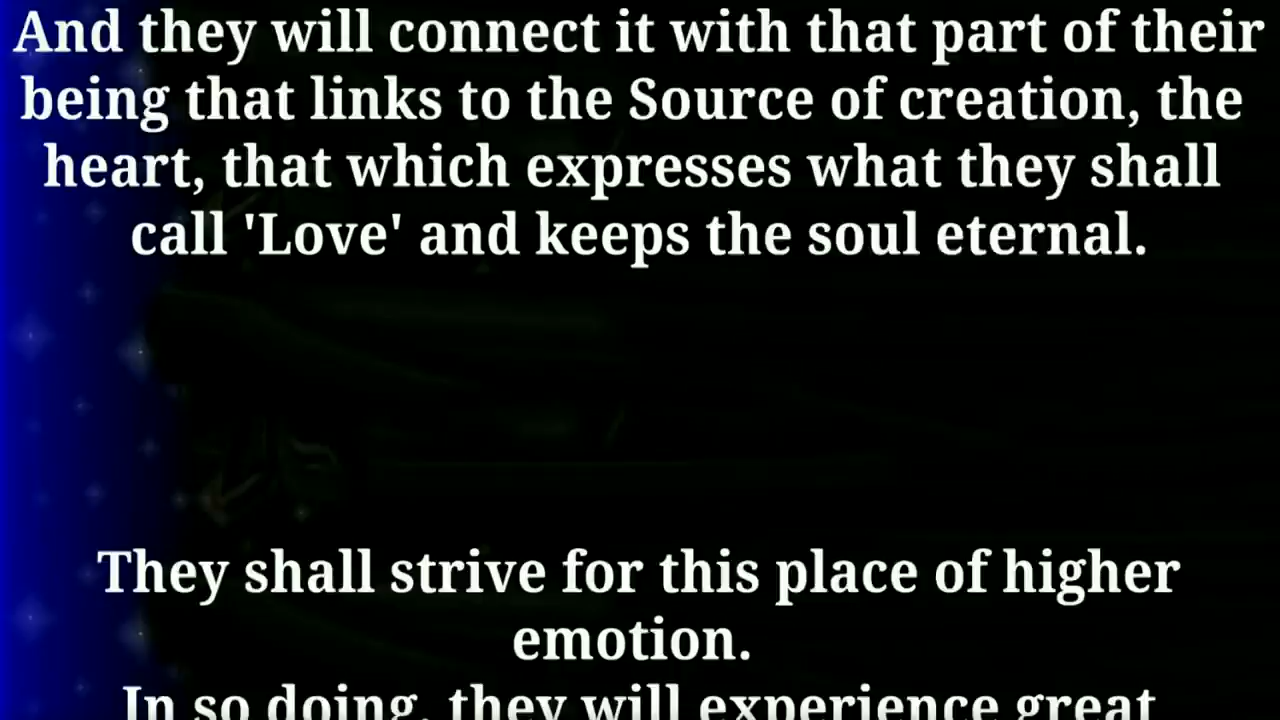 And they will connect it with that part of their
being that links to the Source of creation, the
heart, that which expresses what they shall
call 'Love' and keeps the soul eternal.
They shall strive for this place of higher
emotion.
In so doing, they will experience great